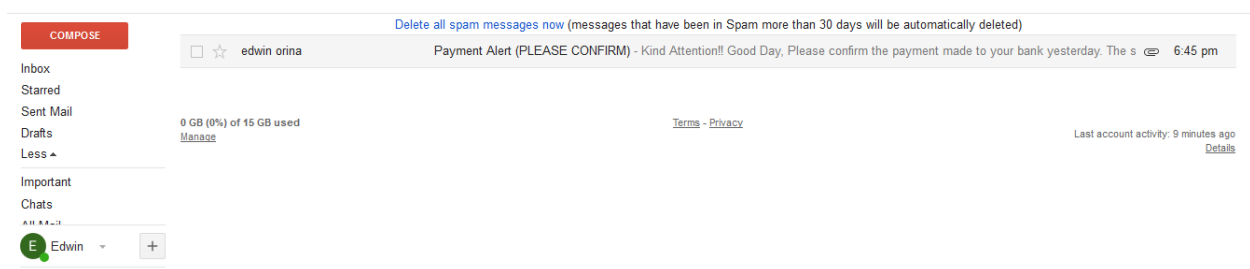 Delete all spam messages now (messages that have been in Spam more than 30 days will be automatically deleted)
COMPOSE
edwin orina Payment Alert (PLEASE CONFIRM) - Kind Attention!! Good Day, Please confirm the payment made to your bank yesterday. The s 6:45 pm
Inbox
Starred
Sent Mail
Drafts
Less
Important
Chats
All Mail
E Edwin +
0 GB (0%) of 15 GB used
Manage
Terms - Privacy
Last account activity: 9 minutes ago
Details